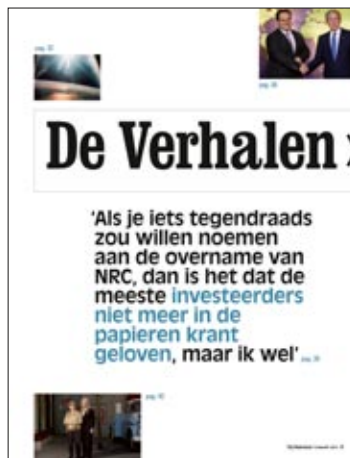 De Verhalen
'Als je iets tegendraads
zou willen noemen
aan de overname van
NRC, dan is het dat de
meeste investeerders
niet meer in de
papieren krant
geloven, maar ik wel'